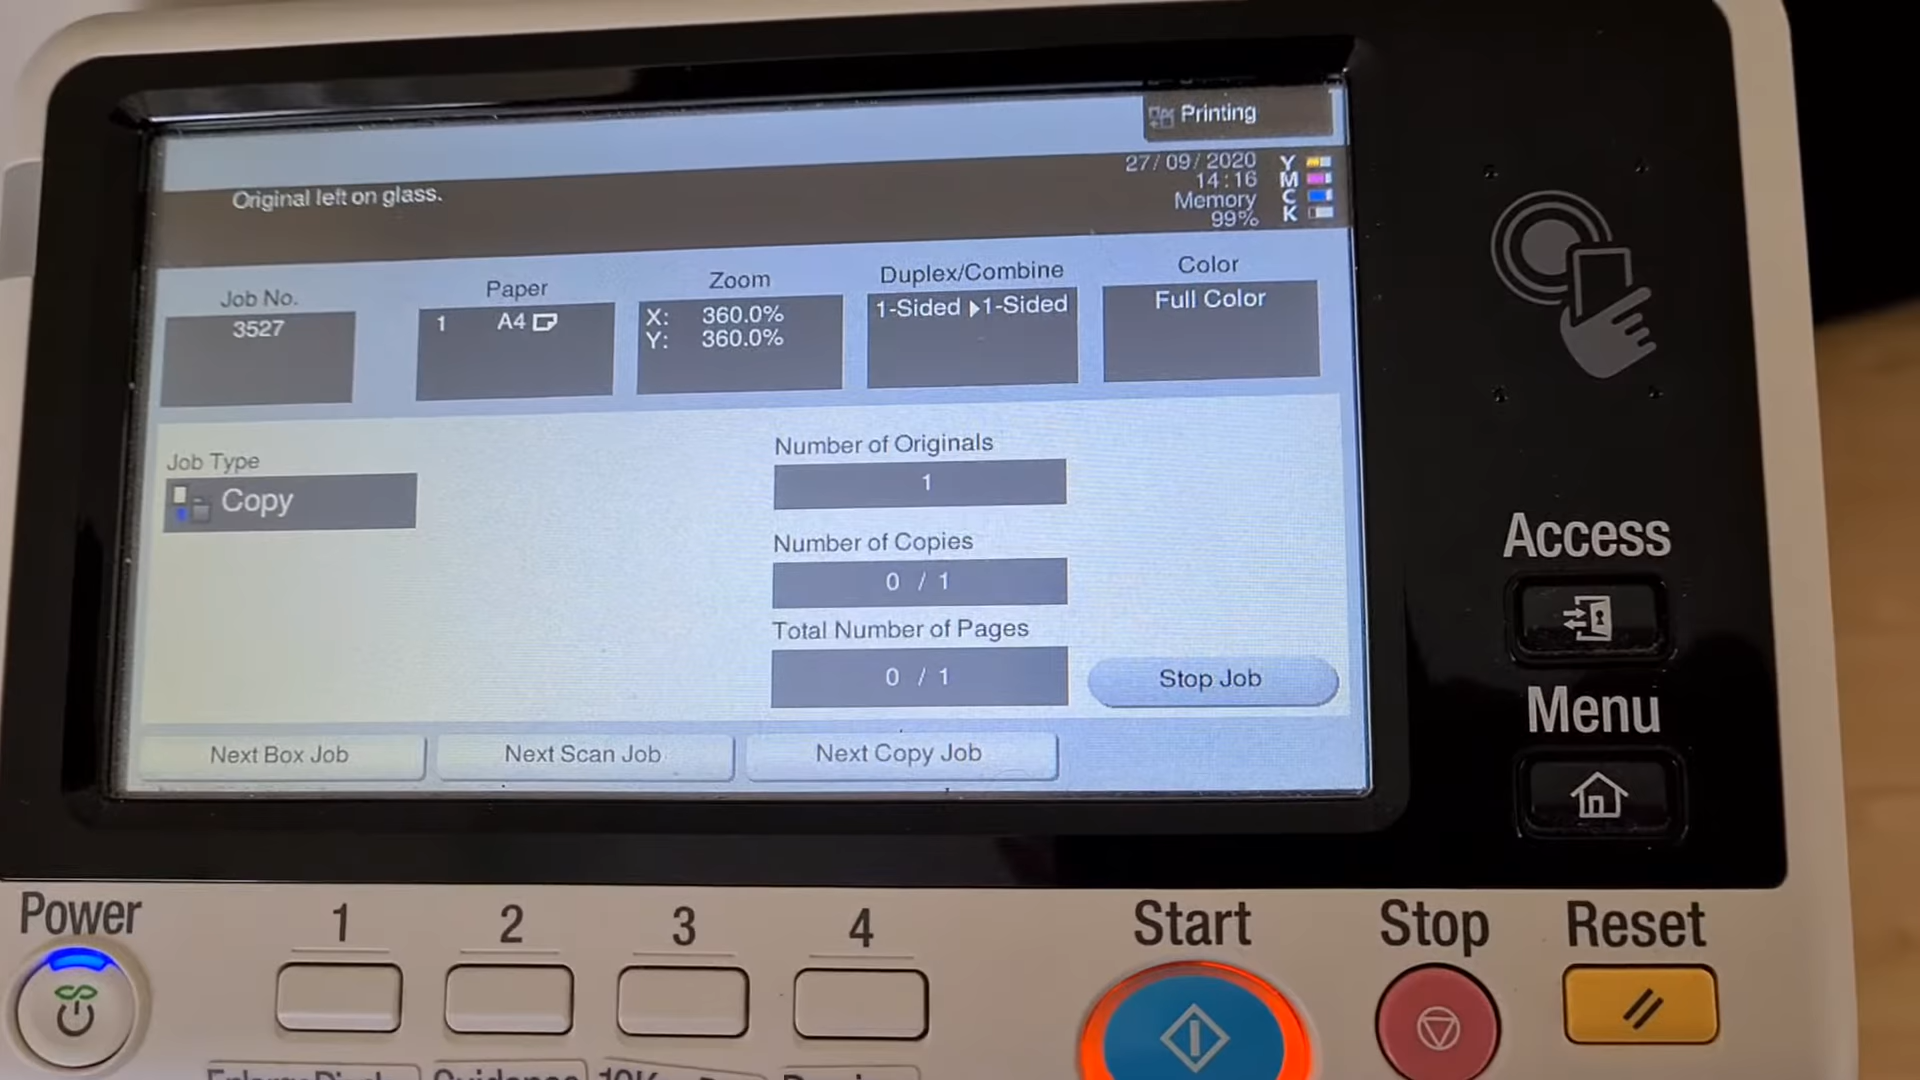 Printing
27/09/2020
14:16
Memory
99%
Y
M
C
K
Original left on glass.
Job No.
3527
Paper
1 A4
Zoom
X: 360.0%
Y: 360.0%
Duplex/Combine
1-Sided ▶1-Sided
Color
Full Color
Job Type
Copy
Number of Originals
1
Number of Copies
0 / 1
Total Number of Pages
0 / 1
Stop Job
Next Box Job
Next Scan Job
Next Copy Job
Access
Menu
Power
1
2
3
4
Start
Stop
Reset
Guidance